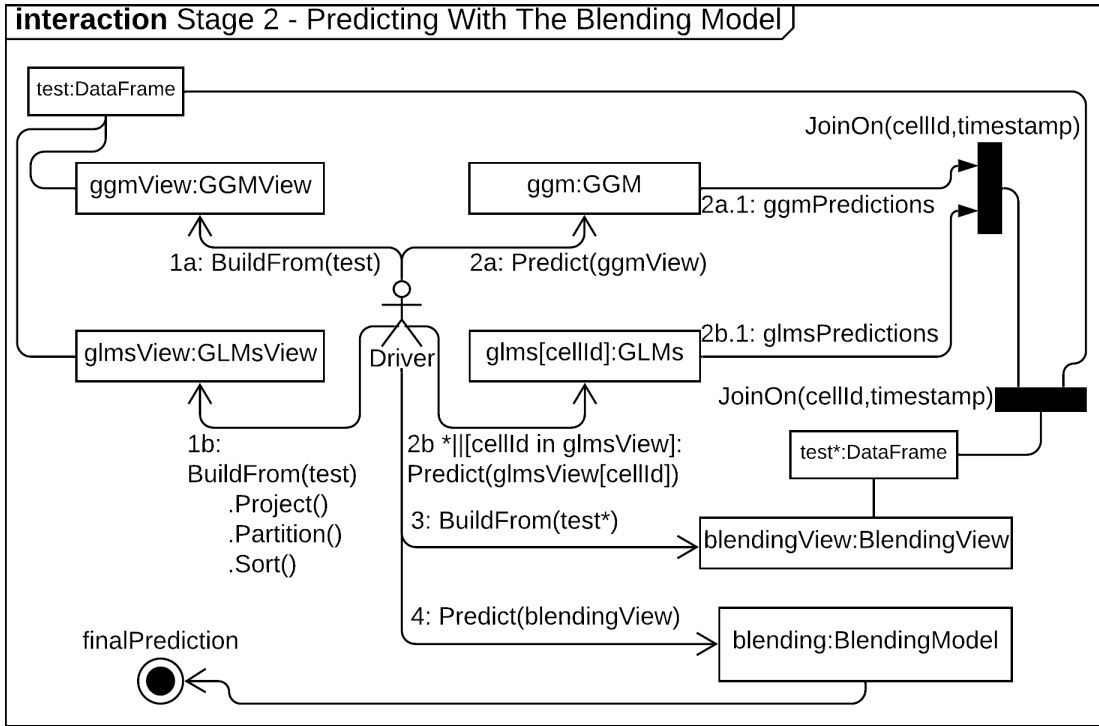 interaction Stage 2 - Predicting With The Blending Model
test:DataFrame
JoinOn(cellId,timestamp)
ggmView:GGMView
ggm:GGM
2a.1: ggmPredictions
1a: BuildFrom(test)
2a: Predict(ggmView)
2b.1: glmsPredictions
glmsView:GLMsView
Driver
glms[cellId]:GLMs
JoinOn(cellId,timestamp)
1b:
BuildFrom(test)
.Project()
.Partition()
.Sort()
2b *||[cellId in glmsView]:
Predict(glmsView[cellId])
test*:DataFrame
3: BuildFrom(test*)
blendingView:BlendingView
4: Predict(blendingView)
blending:BlendingModel
finalPrediction